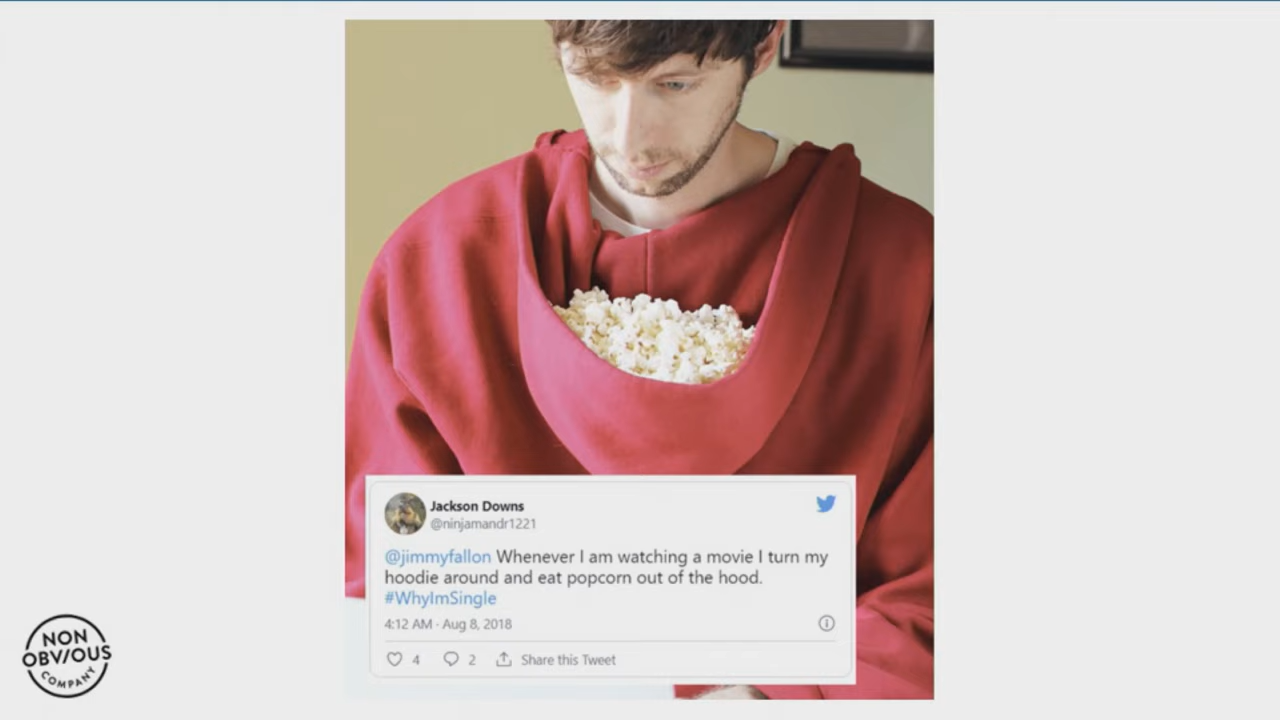 Jackson Downs
@ninjamandr1221
@jimmyfallon Whenever I am watching a movie I turn my
hoodie around and eat popcorn out of the hood.
#WhyImSingle
4:12 AM · Aug 8, 2018
4 2 Share this Tweet
NON
OBV/OUS
COMPANY